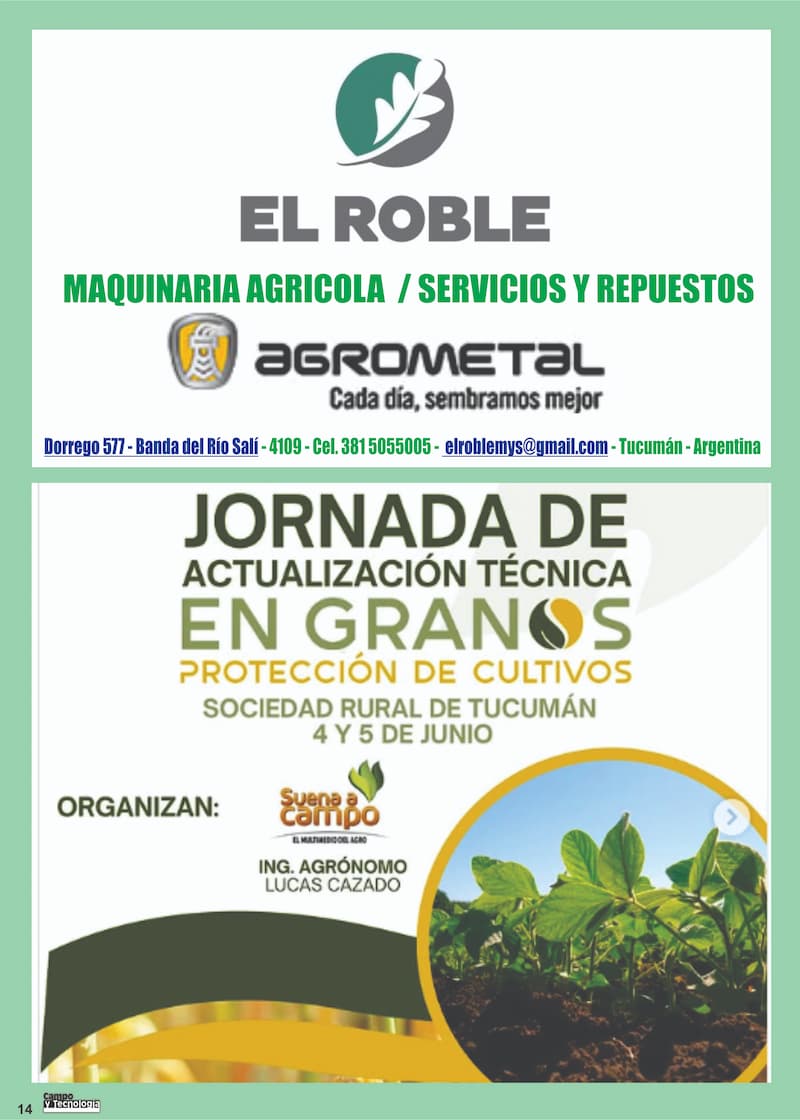 EL ROBLE
MAQUINARIA AGRICOLA / SERVICIOS Y REPUESTOS
AGROMETAL
Cada día, sembramos mejor
Dorrego 577 - Banda del Río Salí - 4109 - Cel. 381 5055005 - elroblemys@gmail.com - Tucumán - Argentina
JORNADA DE
ACTUALIZACIÓN TÉCNICA
EN GRANOS
PROTECCIÓN DE CULTIVOS
SOCIEDAD RURAL DE TUCUMÁN
4 Y 5 DE JUNIO
ORGANIZAN:
Suena a
campo
EL MULTIMEDIO DEL AGRO
ING. AGRÓNOMO
LUCAS CAZADO
14
Campo
Y Tecnología